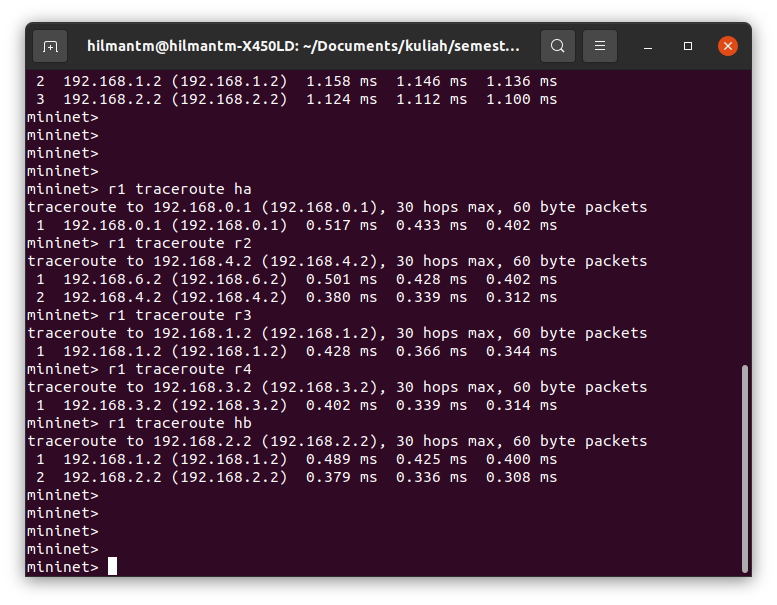 hilmantm@hilmantm-X450LD: ~/Documents/kuliah/semest...
 2  192.168.1.2 (192.168.1.2)  1.158 ms  1.146 ms  1.136 ms
 3  192.168.2.2 (192.168.2.2)  1.124 ms  1.112 ms  1.100 ms
mininet>
mininet>
mininet>
mininet>
mininet> r1 traceroute ha
traceroute to 192.168.0.1 (192.168.0.1), 30 hops max, 60 byte packets
 1  192.168.0.1 (192.168.0.1)  0.517 ms  0.433 ms  0.402 ms
mininet> r1 traceroute r2
traceroute to 192.168.4.2 (192.168.4.2), 30 hops max, 60 byte packets
 1  192.168.6.2 (192.168.6.2)  0.501 ms  0.428 ms  0.402 ms
 2  192.168.4.2 (192.168.4.2)  0.380 ms  0.339 ms  0.312 ms
mininet> r1 traceroute r3
traceroute to 192.168.1.2 (192.168.1.2), 30 hops max, 60 byte packets
 1  192.168.1.2 (192.168.1.2)  0.428 ms  0.366 ms  0.344 ms
mininet> r1 traceroute r4
traceroute to 192.168.3.2 (192.168.3.2), 30 hops max, 60 byte packets
 1  192.168.3.2 (192.168.3.2)  0.402 ms  0.339 ms  0.314 ms
mininet> r1 traceroute hb
traceroute to 192.168.2.2 (192.168.2.2), 30 hops max, 60 byte packets
 1  192.168.1.2 (192.168.1.2)  0.489 ms  0.425 ms  0.400 ms
 2  192.168.2.2 (192.168.2.2)  0.379 ms  0.336 ms  0.308 ms
mininet>
mininet>
mininet>
mininet>
mininet>